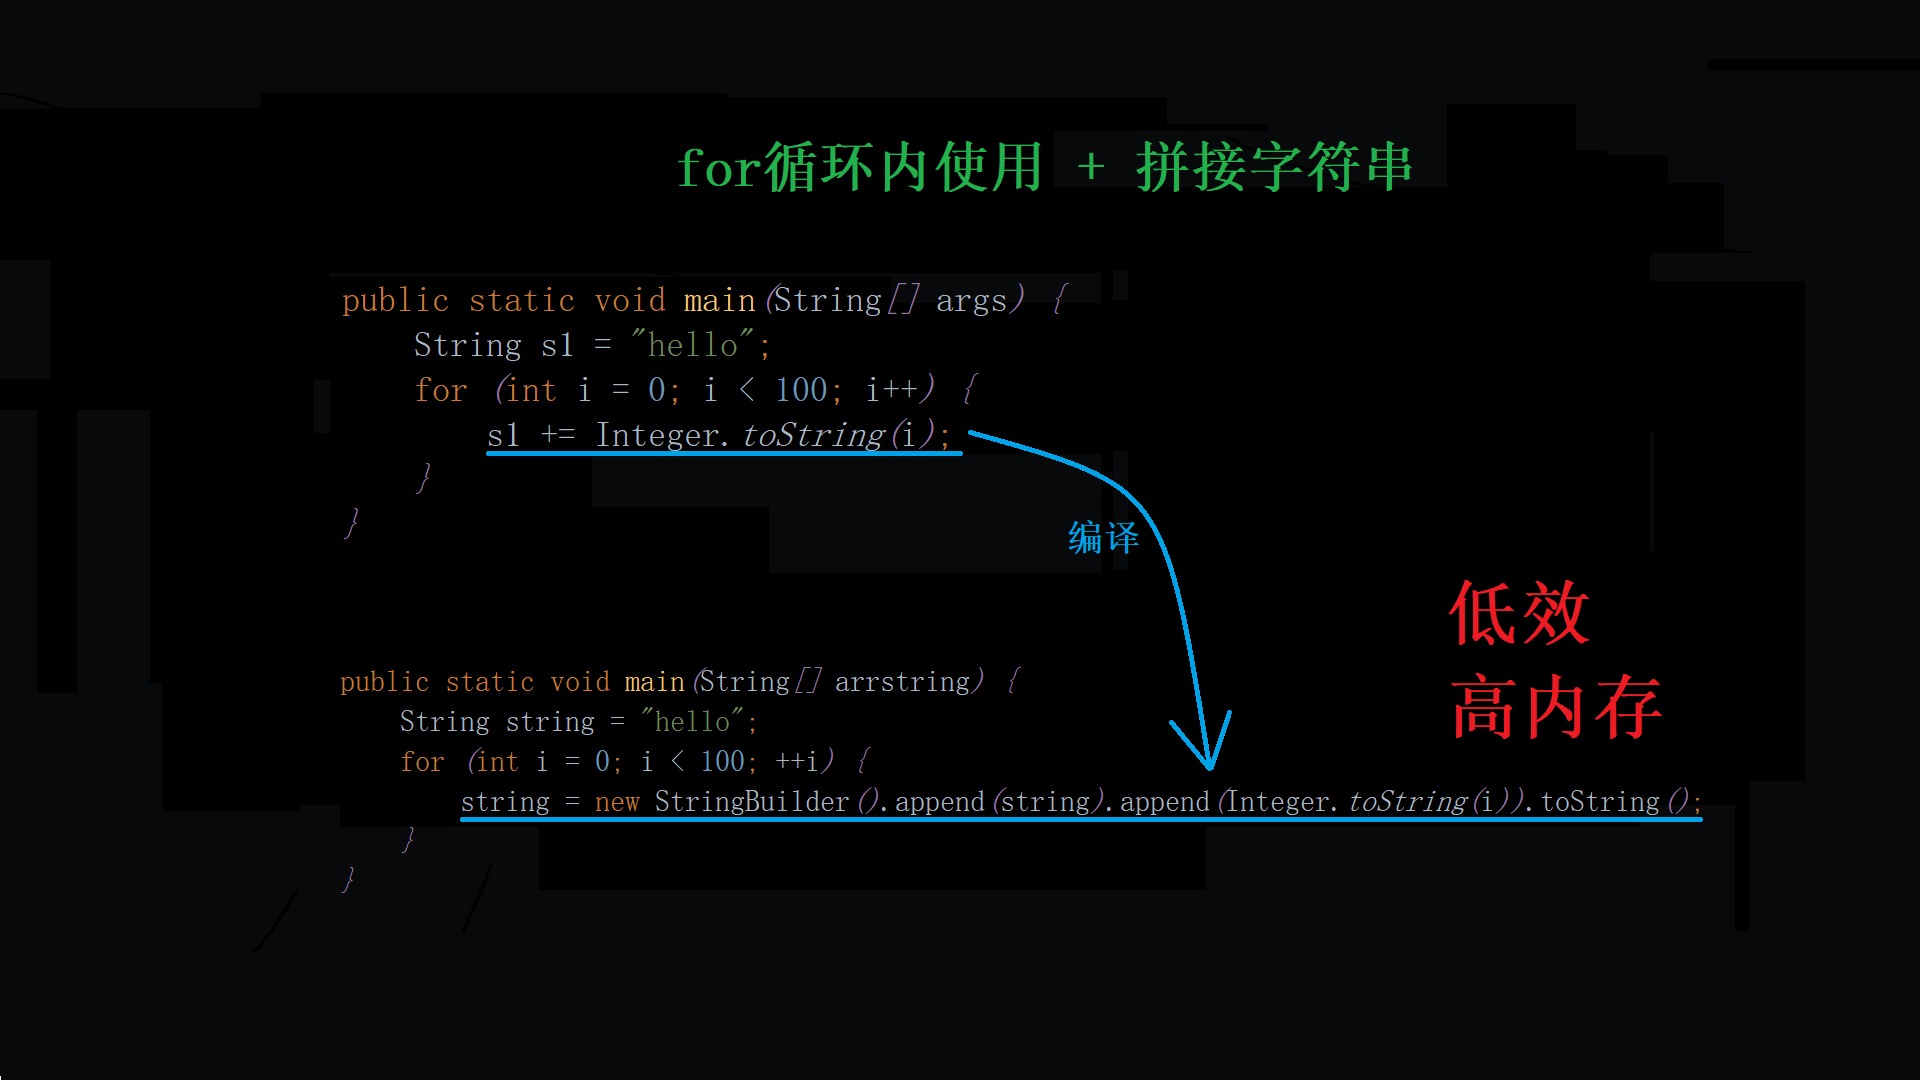 for循环内使用 + 拼接字符串
public static void main(String[] args) {
    String s1 = "hello";
    for (int i = 0; i < 100; i++) {
        s1 += Integer.toString(i);
    }
}
编译
低效
高内存
public static void main(String[] arrstring) {
    String string = "hello";
    for (int i = 0; i < 100; ++i) {
        string = new StringBuilder().append(string).append(Integer.toString(i)).toString();
    }
}